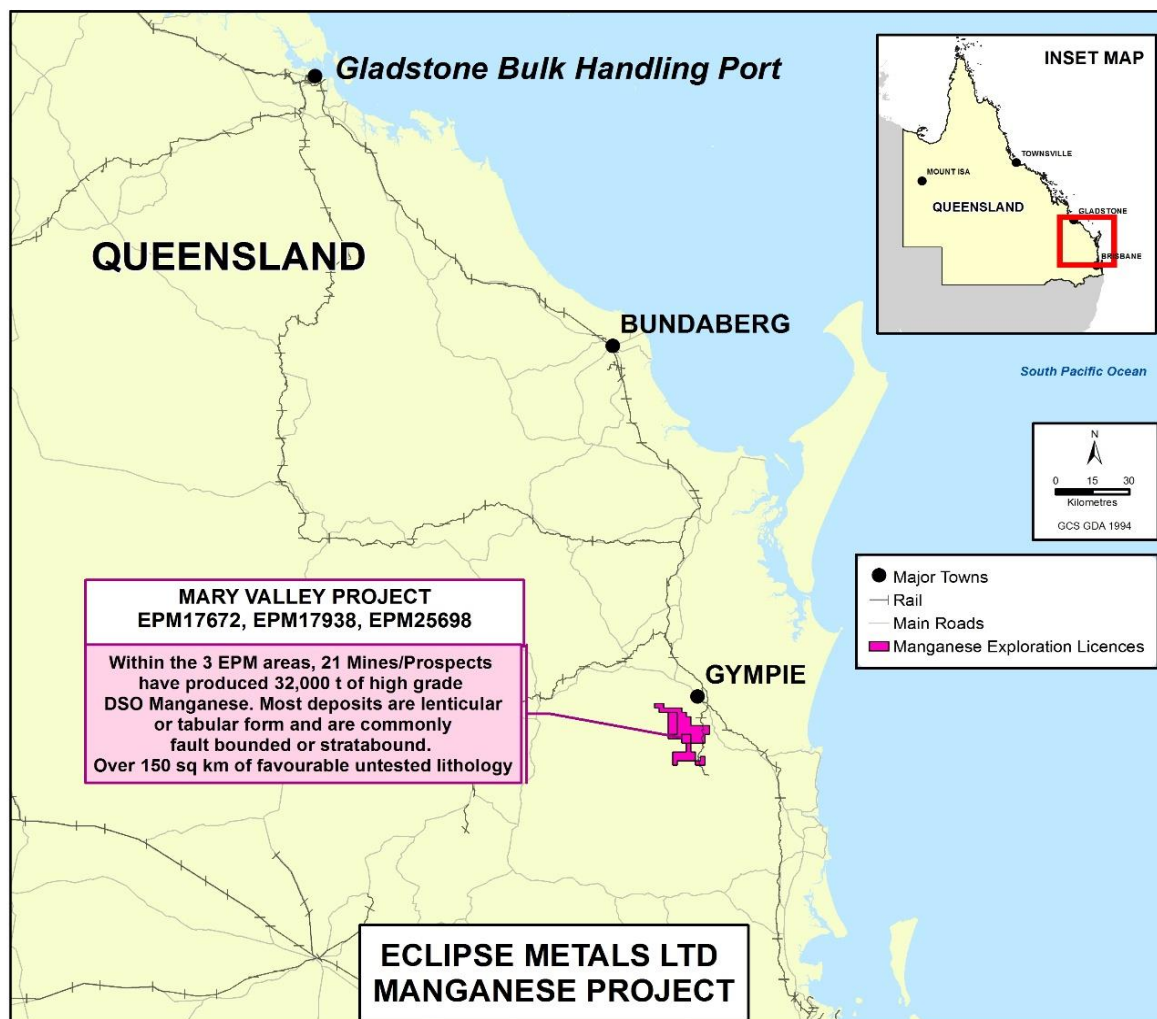 Gladstone Bulk Handling Port
QUEENSLAND
BUNDABERG
GYMPIE
INSET MAP
TOWNSVILLE
MOUNT ISA
QUEENSLAND
GLADSTONE
BRISBANE
South Pacific Ocean
N
0 15 30
Kilometres
GCS GDA 1994
Major Towns
Rail
Main Roads
Manganese Exploration Licences
MARY VALLEY PROJECT
EPM17672, EPM17938, EPM25698
Within the 3 EPM areas, 21 Mines/Prospects
have produced 32,000 t of high grade
DSO Manganese. Most deposits are lenticular
or tabular form and are commonly
fault bounded or stratabound.
Over 150 sq km of favourable untested lithology
ECLIPSE METALS LTD
MANGANESE PROJECT